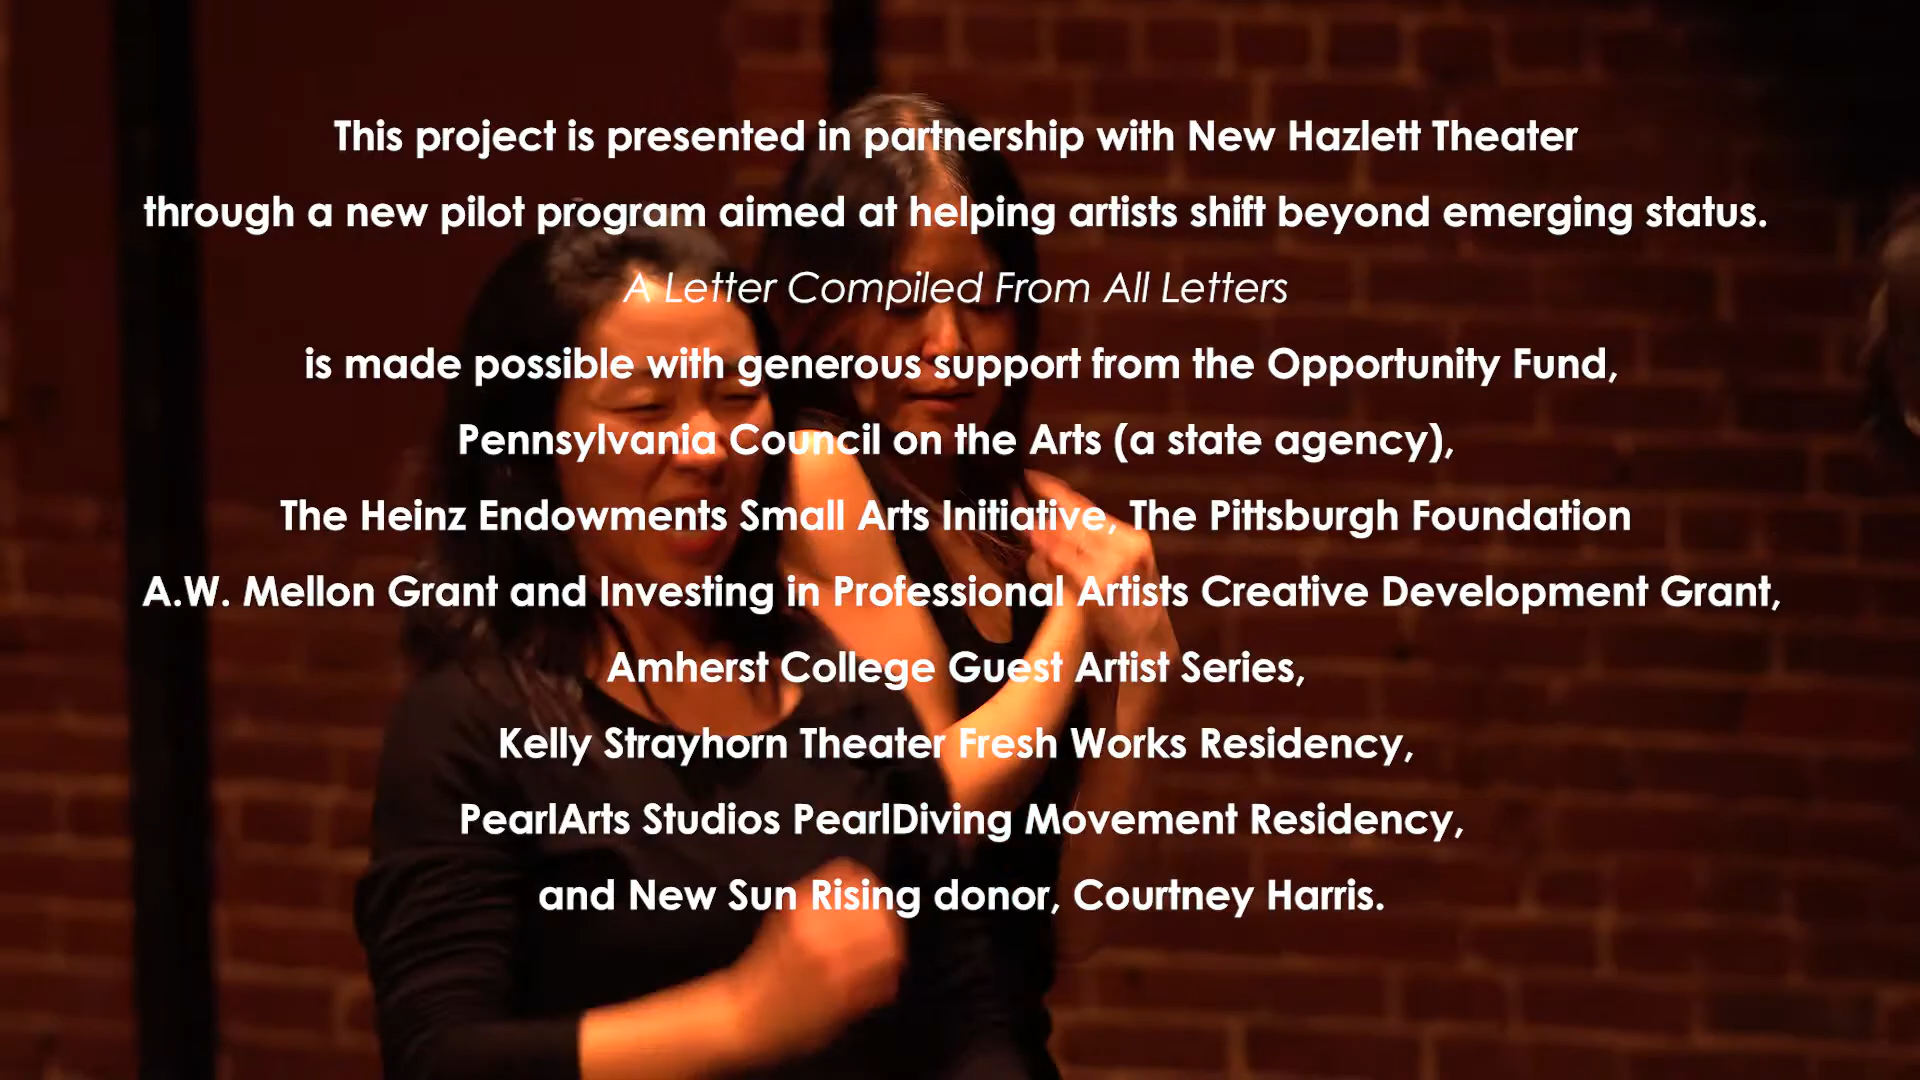 This project is presented in partnership with New Hazlett Theater
through a new pilot program aimed at helping artists shift beyond emerging status.
A Letter Compiled From All Letters
is made possible with generous support from the Opportunity Fund,
Pennsylvania Council on the Arts (a state agency),
The Heinz Endowments Small Arts Initiative, The Pittsburgh Foundation
A.W. Mellon Grant and Investing in Professional Artists Creative Development Grant,
Amherst College Guest Artist Series,
Kelly Strayhorn Theater Fresh Works Residency,
PearlArts Studios PearlDiving Movement Residency,
and New Sun Rising donor, Courtney Harris.